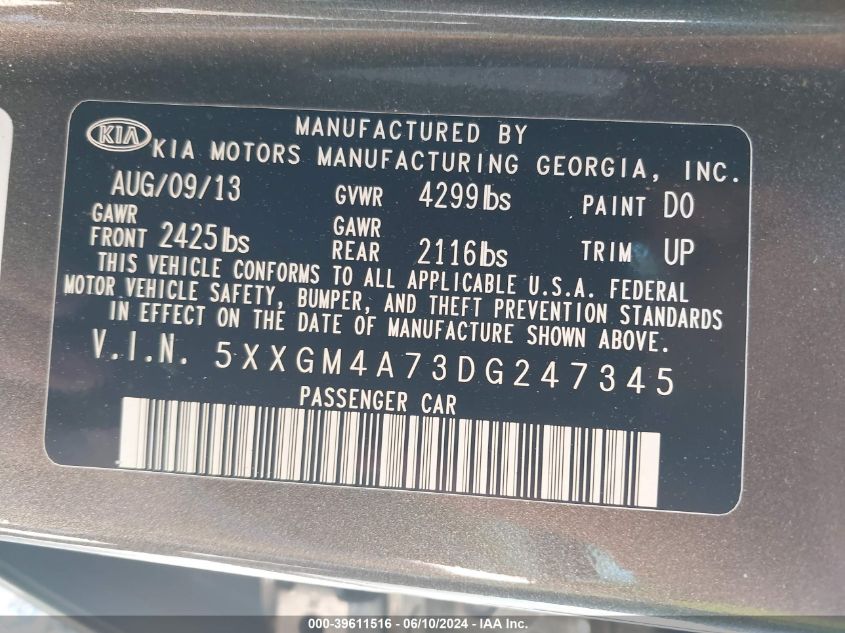 KIA
MANUFACTURED BY
KIA MOTORS MANUFACTURING GEORGIA, INC.
AUG/09/13 GVWR 4299lbs PAINT D0
GAWR FRONT 2425lbs GAWR REAR 2116lbs TRIM UP
THIS VEHICLE CONFORMS TO ALL APPLICABLE U.S.A. FEDERAL
MOTOR VEHICLE SAFETY, BUMPER, AND THEFT PREVENTION STANDARDS
IN EFFECT ON THE DATE OF MANUFACTURE SHOWN ABOVE.
V.I.N. 5XXGM4A73DG247345
PASSENGER CAR
000-39611516 - 06/10/2024 - IAA Inc.